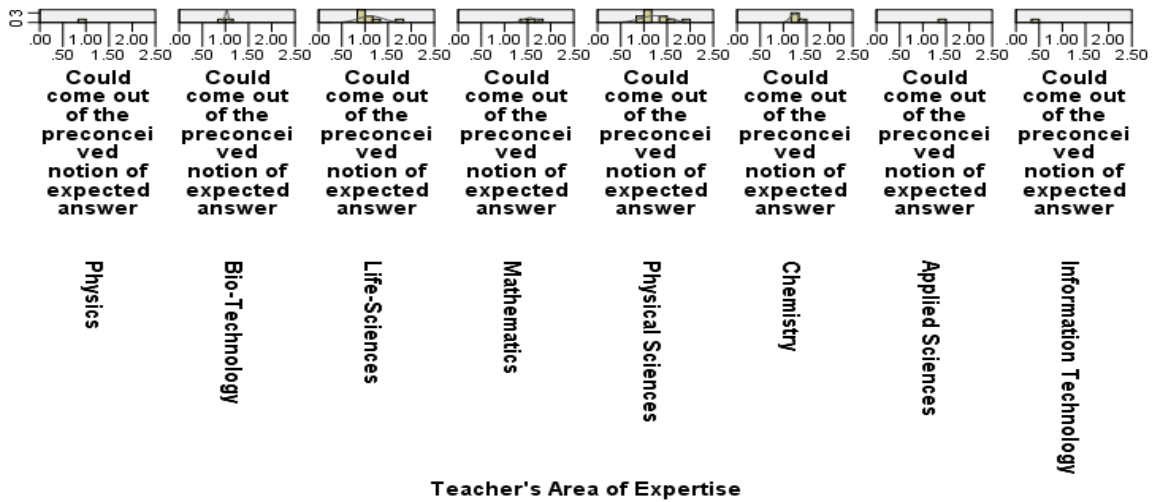 03
.00 1.00 2.00 .00 1.00 2.00 .00 1.00 2.00 .00 1.00 2.00 .00 1.00 2.00 .00 1.00 2.00 .00 1.00 2.00 .00 1.00 2.00
.50 1.50 2.50 .50 1.50 2.50 .50 1.50 2.50 .50 1.50 2.50 .50 1.50 2.50 .50 1.50 2.50 .50 1.50 2.50 .50 1.50 2.50
Could Could Could Could Could Could Could Could
come out come out come out come out come out come out come out come out
of the of the of the of the of the of the of the of the
preconcei preconcei preconcei preconcei preconcei preconcei preconcei preconcei
ved ved ved ved ved ved ved ved
notion of notion of notion of notion of notion of notion of notion of notion of
expected expected expected expected expected expected expected expected
answer answer answer answer answer answer answer answer
Physics
Bio-Technology
Life-Sciences
Mathematics
Physical Sciences
Chemistry
Applied Sciences
Information Technology
Teacher's Area of Expertise